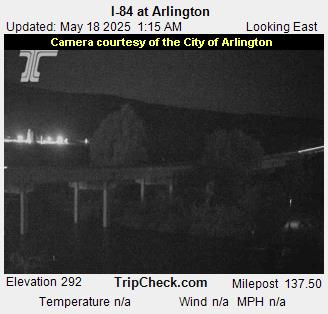 I-84 at Arlington
Updated: May 18 2025 1:15 AM Looking East
Camera courtesy of the City of Arlington
Elevation 292 TripCheck.com Milepost 137.50
Temperature n/a Wind n/a MPH n/a